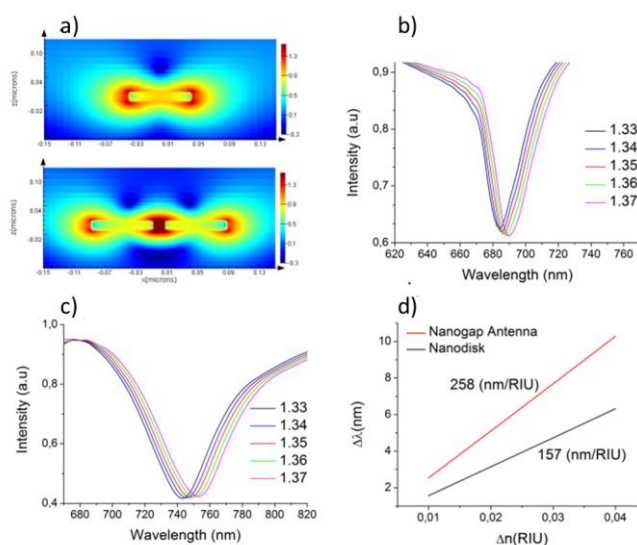 a)
z(microns)
0.10
0.04
-0.02
-0.15 -0.09 -0.03 0.03 0.09 0.13
1.3
0.9
0.5
0.1
-0.3
z(microns)
0.10
0.04
-0.02
-0.15 -0.11 -0.07 -0.03 0.01 0.05 0.09 0.13
x(microns)
1.3
0.9
0.5
0.1
-0.3
b)
Intensity (a.u)
0,9
0,8
0,7
0,6
1.33
1.34
1.35
1.36
1.37
620 640 660 680 700 720 740 760
Wavelength (nm)
c)
Intensity (a.u)
1,0
0,8
0,6
0,4
1.33
1.34
1.35
1.36
1.37
680 700 720 740 760 780 800 820
Wavelength (nm)
d)
Δλ(nm)
10
8
6
4
2
Nanogap Antenna
Nanodisk
258 (nm/RIU)
157 (nm/RIU)
0,01 0,02 0,03 0,04
Δn(RIU)